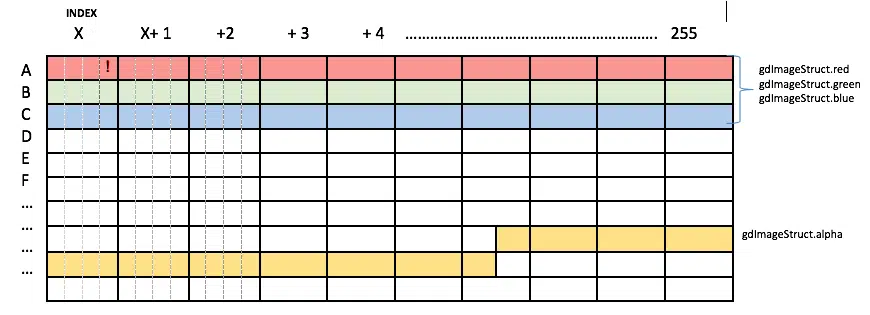 INDEX
X X+ 1 +2 + 3 + 4 ............................................................ 255
A !
B
C
D
E
F
...
...
...
...
gdImageStruct.red
gdImageStruct.green
gdImageStruct.blue
gdImageStruct.alpha